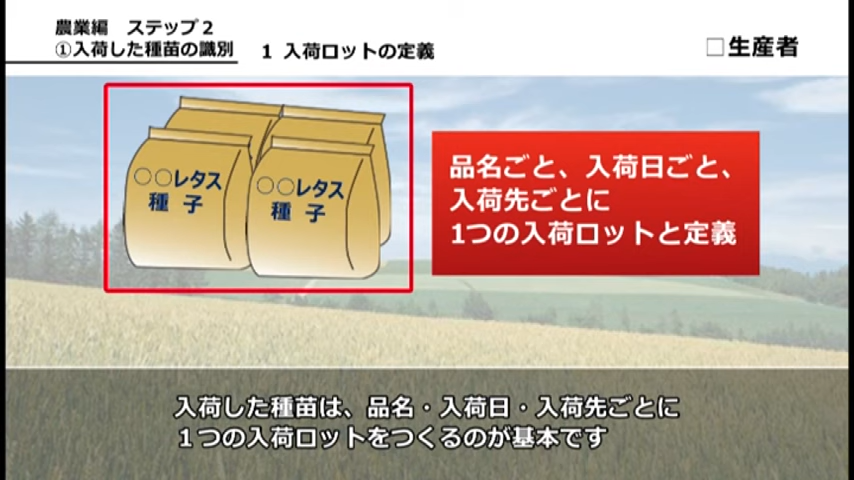 農業編　ステップ２
①入荷した種苗の識別
1 入荷ロットの定義
□生産者
○○レタス
種 子
○○レタス
種 子
品名ごと、入荷日ごと、
入荷先ごとに
1つの入荷ロットと定義
入荷した種苗は、品名・入荷日・入荷先ごとに
１つの入荷ロットをつくるのが基本です